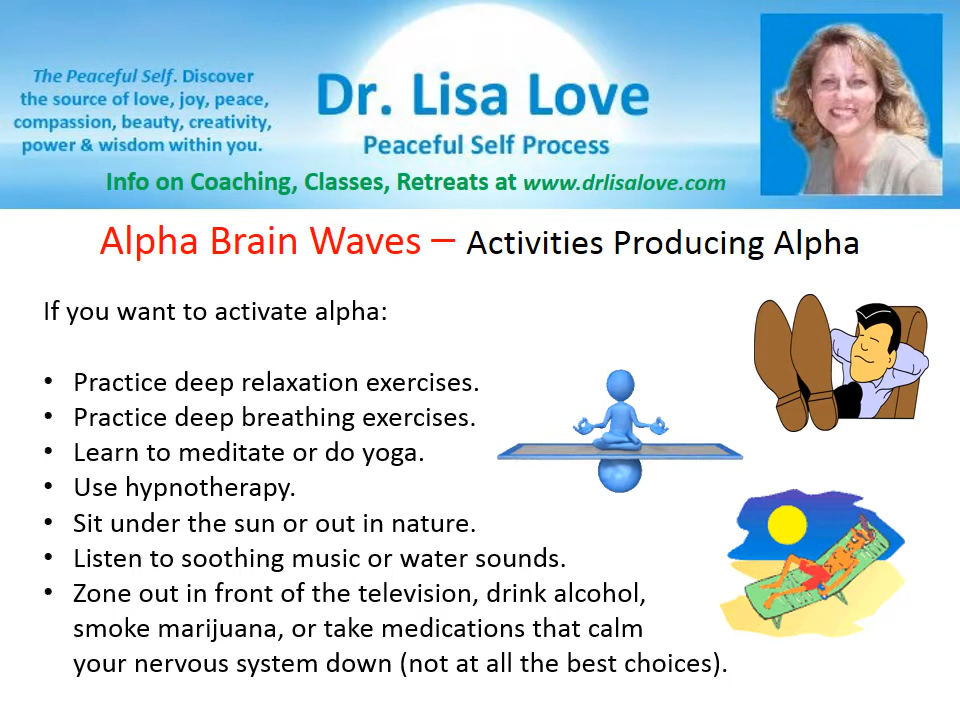 The Peaceful Self. Discover
the source of love, joy, peace,
compassion, beauty, creativity,
power & wisdom within you.
Dr. Lisa Love
Peaceful Self Process
Info on Coaching, Classes, Retreats at www.drlisalove.com
Alpha Brain Waves – Activities Producing Alpha
If you want to activate alpha:
• Practice deep relaxation exercises.
• Practice deep breathing exercises.
• Learn to meditate or do yoga.
• Use hypnotherapy.
• Sit under the sun or out in nature.
• Listen to soothing music or water sounds.
• Zone out in front of the television, drink alcohol,
smoke marijuana, or take medications that calm
your nervous system down (not at all the best choices).